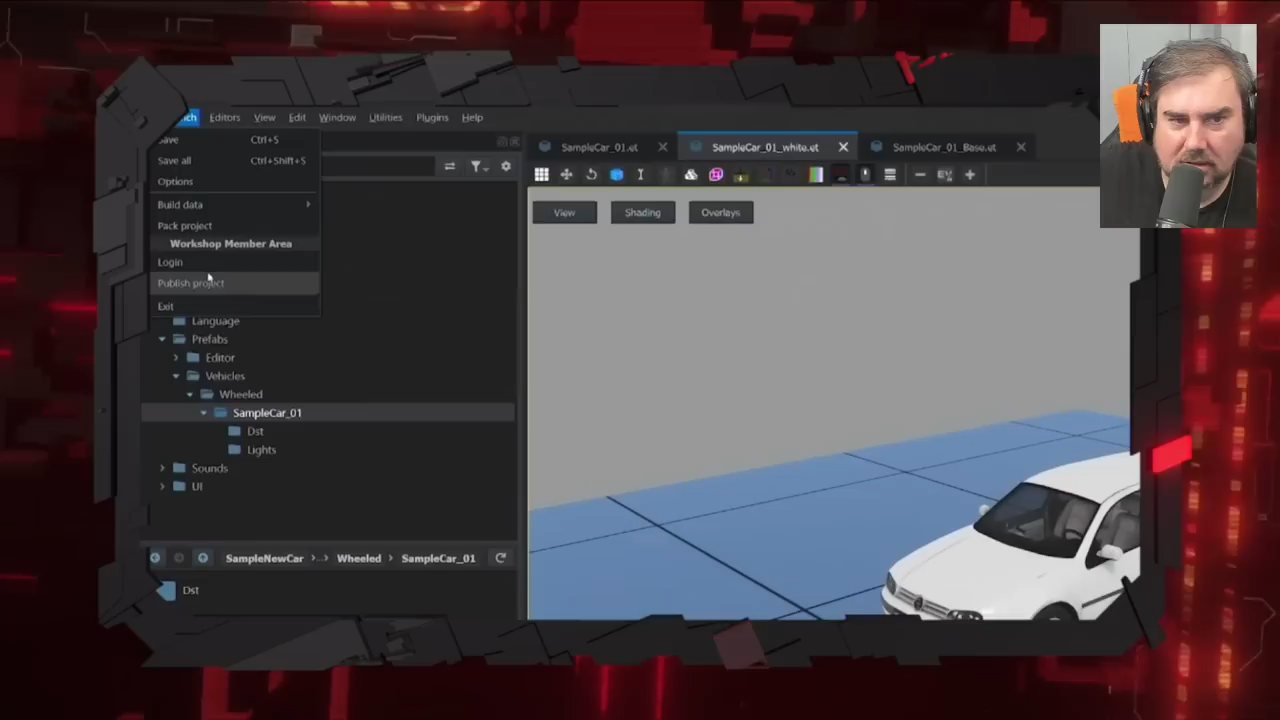 Editors View Edit Window Utilities Plugins Help
Save Ctrl+S
Save all Ctrl+Shift+S
Options
Build data
Pack project
Workshop Member Area
Login
Publish project
Exit
Language
Prefabs
Editor
Vehicles
Wheeled
SampleCar_01
Dst
Lights
Sounds
UI
SampleNewCar > ..> Wheeled > SampleCar_01
Dst
SampleCar_01.et SampleCar_01_white.et SampleCar_01_Base.et
EV
View Shading Overlays